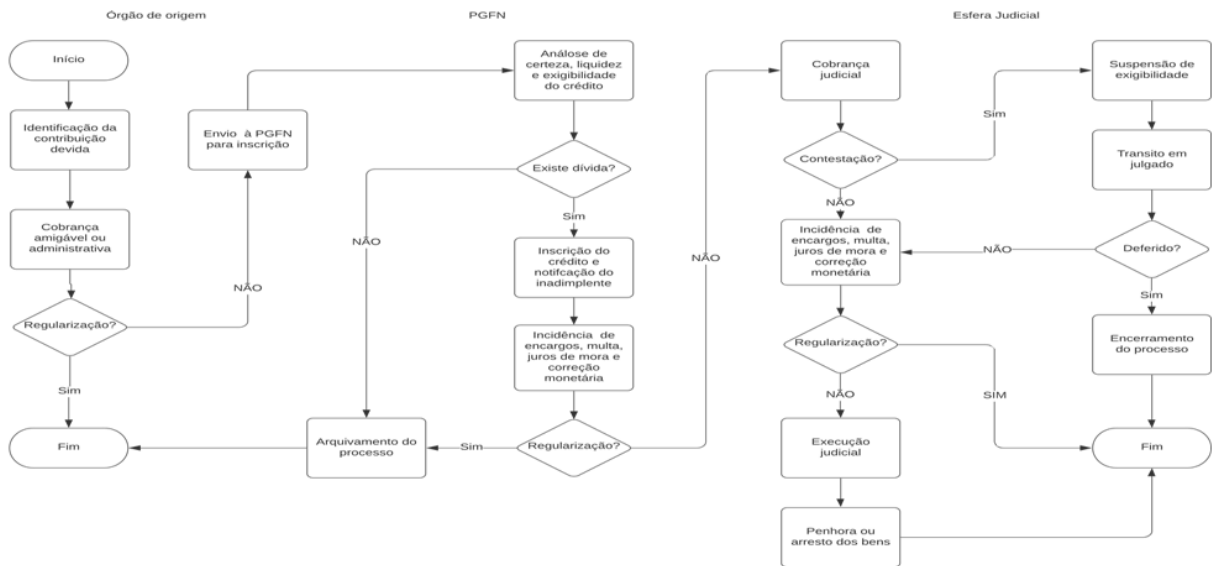 Órgão de origem
PGFN
Esfera Judicial
Início
Identificação da
contribuição
devida
Cobrança
amigável ou
administrativa
Regularização?
Sim
Fim
NÃO
Envio à PGFN
para inscrição
Análose de
certeza, liquidez
e exigibilidade
do crédito
Existe dívida?
NÃO
Sim
Inscrição do
crédito e
notifcação do
inadimplente
Incidência de
encargos, multa,
juros de mora e
correção
monetária
Regularização?
Sim
Arquivamento do
processo
NÃO
Cobrança
judicial
Contestação?
Sim
NÃO
Incidência de
encargos, multa,
juros de mora e
correção
monetária
Regularização?
SIM
NÃO
Execução
judicial
Penhora ou
arresto dos bens
Suspensão de
exigibilidade
Transito em
julgado
Deferido?
NÃO
Sim
Encerramento
do processo
Fim